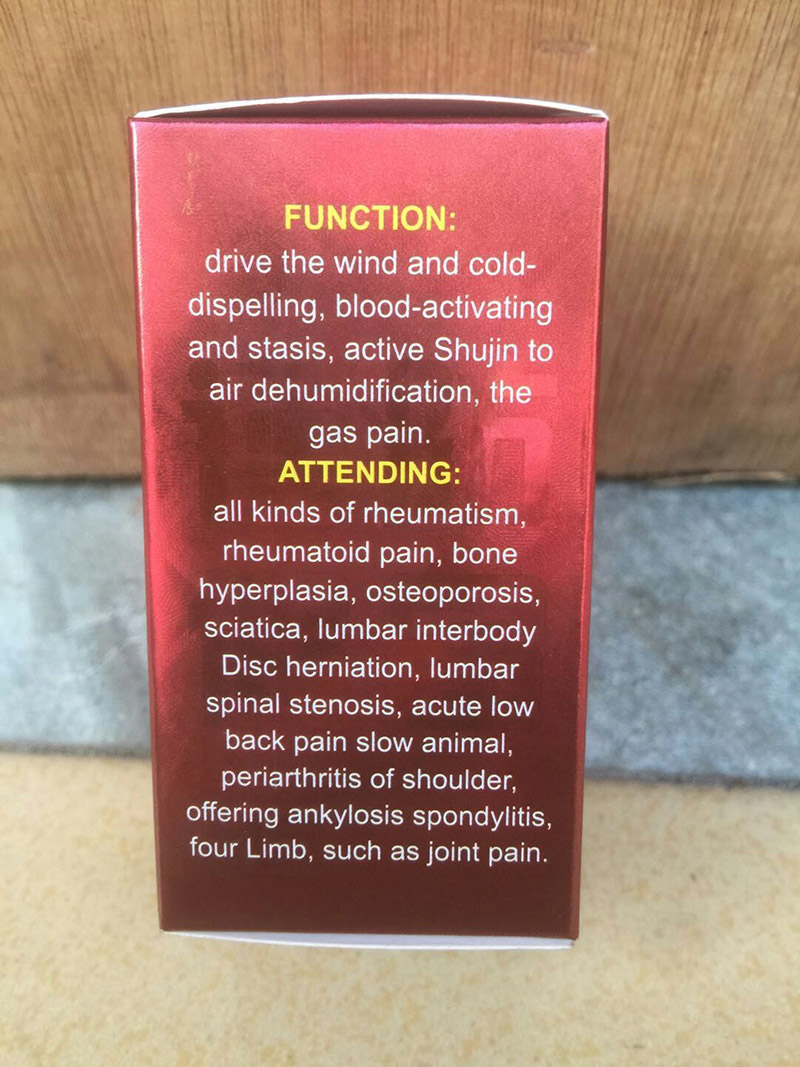 FUNCTION:
drive the wind and cold-
dispelling, blood-activating
and stasis, active Shujin to
air dehumidification, the
gas pain.
ATTENDING:
all kinds of rheumatism,
rheumatoid pain, bone
hyperplasia, osteoporosis,
sciatica, lumbar interbody
Disc herniation, lumbar
spinal stenosis, acute low
back pain slow animal,
periarthritis of shoulder,
offering ankylosis spondylitis,
four Limb, such as joint pain.